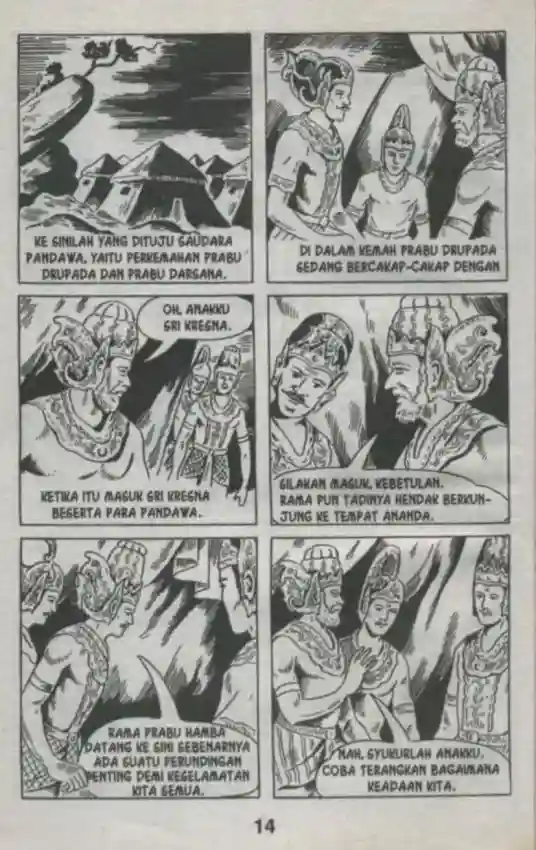 KE SINILAH YANG DITUJU SAUDARA
PANDAWA, YAITU PERKEMAHAN PRABU
DRUPADA DAN PRABU DARSANA.
DI DALAM KEMAH PRABU DRUPADA
SEDANG BERCAKAP-CAKAP DENGAN
OH, ANAKKU
SRI KRESNA.
KETIKA ITU MASUK SRI KRESNA
BESERTA PARA PANDAWA.
SILAKAN MASUK, KEBETULAN.
RAMA PUN TADINYA HENDAK BERKUN-
JUNG KE TEMPAT ANANDA.
RAMA PRABU HAMBA
DATANG KE SINI SEBENARNYA
ADA SUATU PERUNDINGAN
PENTING DEMI KESELAMATAN
KITA SEMUA.
NAH, SYUKURLAH ANAKKU,
COBA TERANGKAN BAGAIMANA
KEADAAN KITA.
14